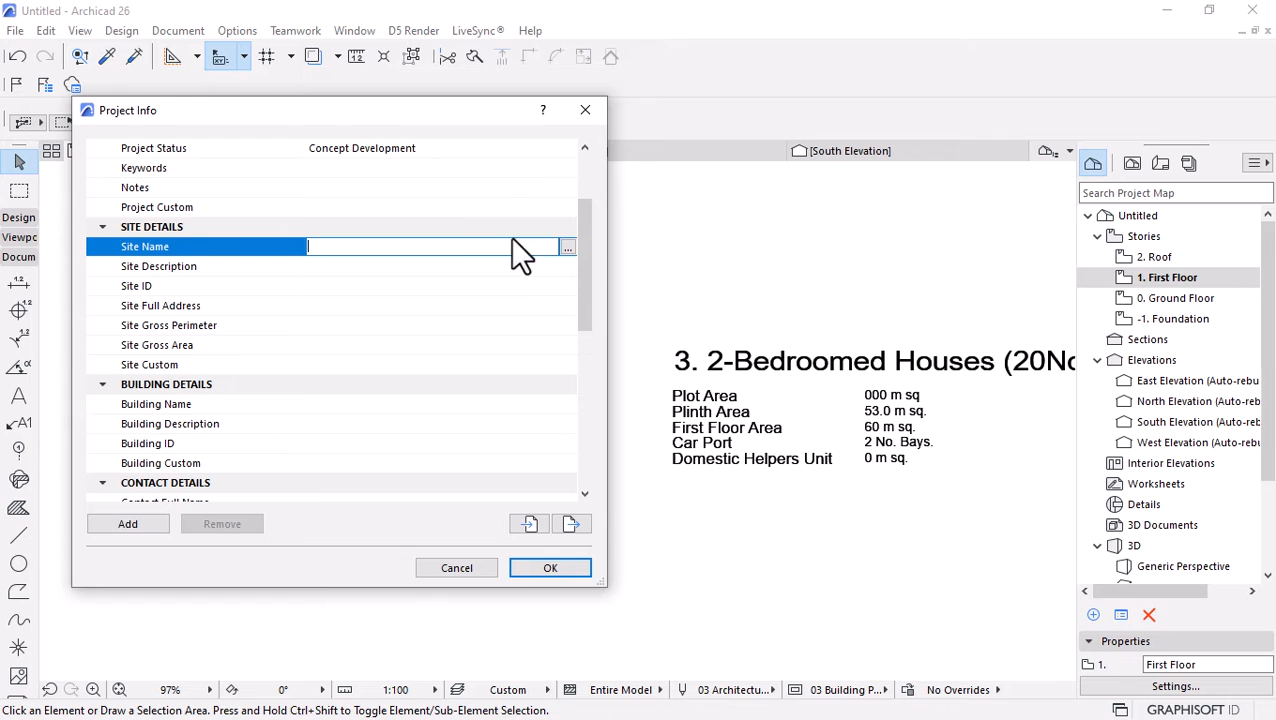 Untitled - Archicad 26
File Edit View Design Document Options Teamwork Window D5 Render LiveSync® Help
Project Info
?
[South Elevation]
Project Status Concept Development
Keywords
Notes
Project Custom
SITE DETAILS
Site Name ...
Site Description
Site ID
Site Full Address
Site Gross Perimeter
Site Gross Area
Site Custom
BUILDING DETAILS
Building Name
Building Description
Building ID
Building Custom
CONTACT DETAILS
Add Remove
Cancel OK
Design
Viewpo
Docum
A
A1
3. 2-Bedroomed Houses (20No
Plot Area 000 m sq
Plinth Area 53.0 m sq.
First Floor Area 60 m sq.
Car Port 2 No. Bays.
Domestic Helpers Unit 0 m sq.
Search Project Map
Untitled
Stories
2. Roof
1. First Floor
0. Ground Floor
-1. Foundation
Sections
Elevations
East Elevation (Auto-rebu
North Elevation (Auto-reb
South Elevation (Auto-reb
West Elevation (Auto-rebu
Interior Elevations
Worksheets
Details
3D Documents
3D
Generic Perspective
Properties
1. First Floor
Settings...
97% 0° 1:100 Custom Entire Model 03 Architectu... 03 Building P... No Overrides
Click an Element or Draw a Selection Area. Press and Hold Ctrl+Shift to Toggle Element/Sub-Element Selection.
GRAPHISOFT ID